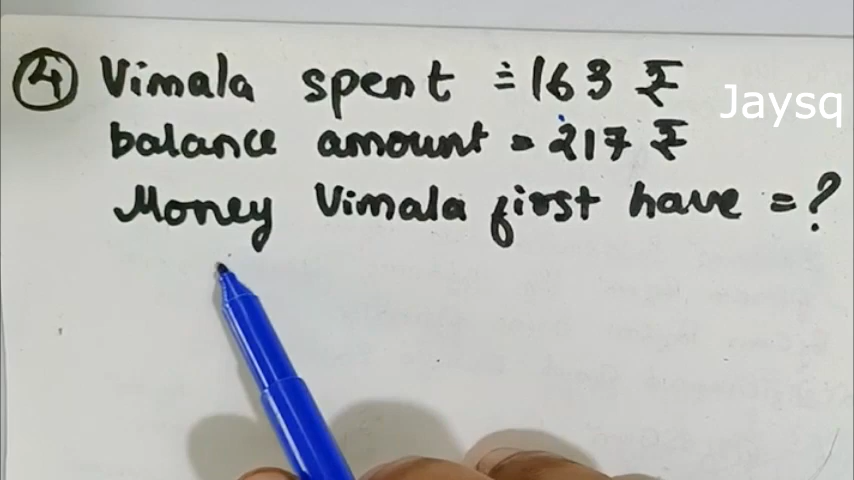 ④ Vimala spent = 163 ₹
Jaysq
balance amount = 217 ₹
Money Vimala first have = ?